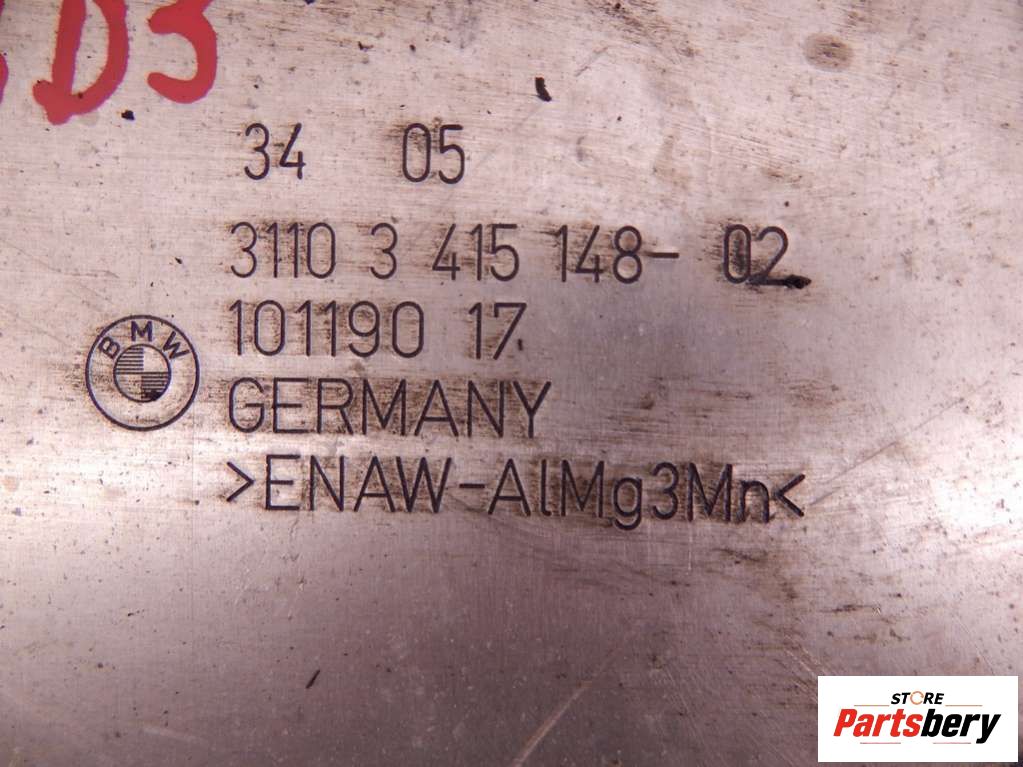 D3
34 05
3110 3 415 148- 02
101190 17
BMW
GERMANY
>ENAW-AlMg3Mn<
STORE
Partsbery